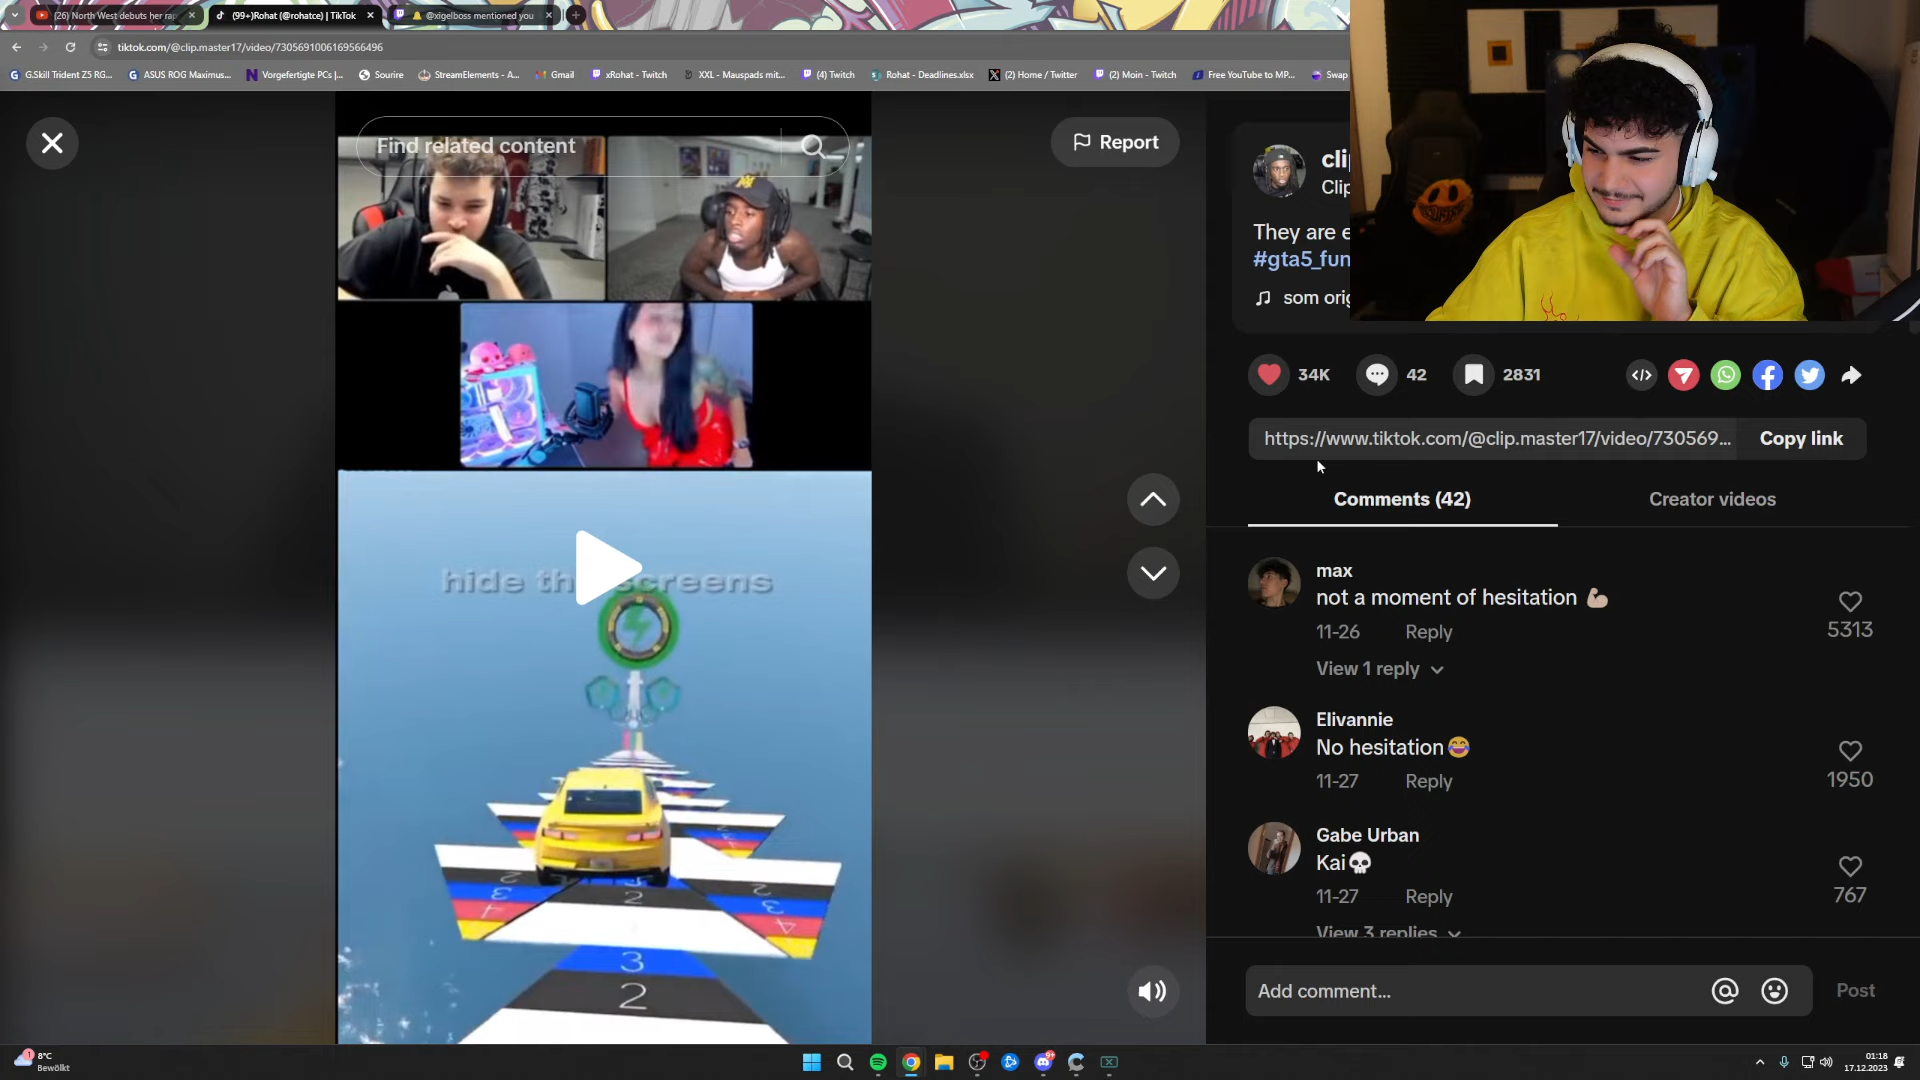 (26) North West debuts her rap
(99+)Rohat (@rohatce) | TikTok
@xigelboss mentioned you
tiktok.com/@clip.master17/video/7305691006169566496
G.Skill Trident Z5 RG...
ASUS ROG Maximus...
Vorgefertigte PCs |...
Sourire
StreamElements - A...
Gmail
xRohat - Twitch
XXL - Mauspads mit...
(4) Twitch
Rohat - Deadlines.xlsx
(2) Home / Twitter
(2) Moin - Twitch
Free YouTube to MP...
Swap
Find related content
Report
Clip
They are e
#gta5_fun
som orig
34K
42
2831
https://www.tiktok.com/@clip.master17/video/730569...
Copy link
Comments (42)
Creator videos
max
not a moment of hesitation 💪🏼
11-26
Reply
5313
View 1 reply
Elivannie
No hesitation😂
11-27
Reply
1950
Gabe Urban
Kai💀
11-27
Reply
767
View 3 replies
Add comment...
Post
hide th screens
2
3
2
8°C
Bewölkt
01:18
17.12.2023